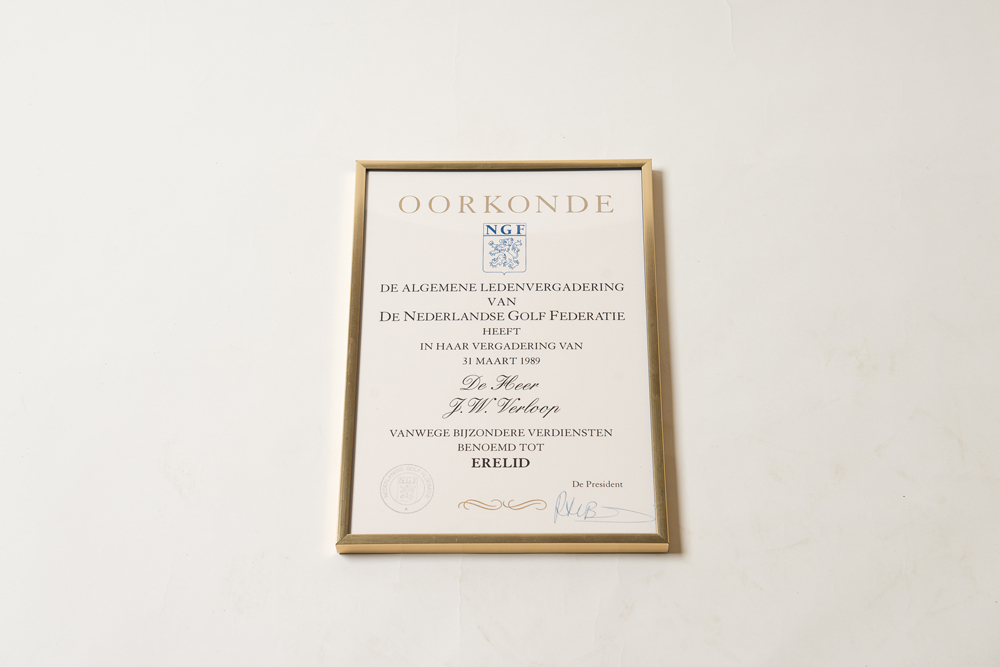 OORKONDE
NGF
DE ALGEMENE LEDENVERGADERING
VAN
DE NEDERLANDSE GOLF FEDERATIE
HEEFT
IN HAAR VERGADERING VAN
31 MAART 1989
De Heer
J.W. Verloop
VANWEGE BIJZONDERE VERDIENSTEN
BENOEMD TOT
ERELID
De President
NGF